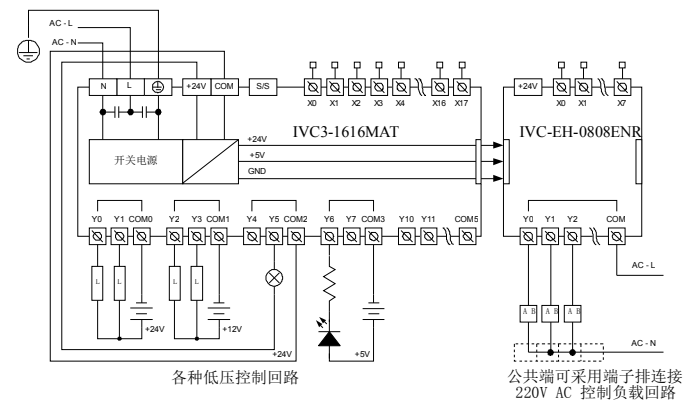 AC - L
AC - N
N L +24V COM S/S X0 X1 X2 X3 X4 X16 X17
+24V X0 X1 X7
IVC3-1616MAT
IVC-EH-0808ENR
开关电源
+24V
+5V
GND
Y0 Y1 COM0 Y2 Y3 COM1 Y4 Y5 COM2 Y6 Y7 COM3 Y10 Y11 COM5
Y0 Y1 Y2 COM
L L L L
AC - L
A B A B A B
+24V +12V
AC - N
+24V +5V
各种低压控制回路
公共端可采用端子排连接
220V AC 控制负载回路